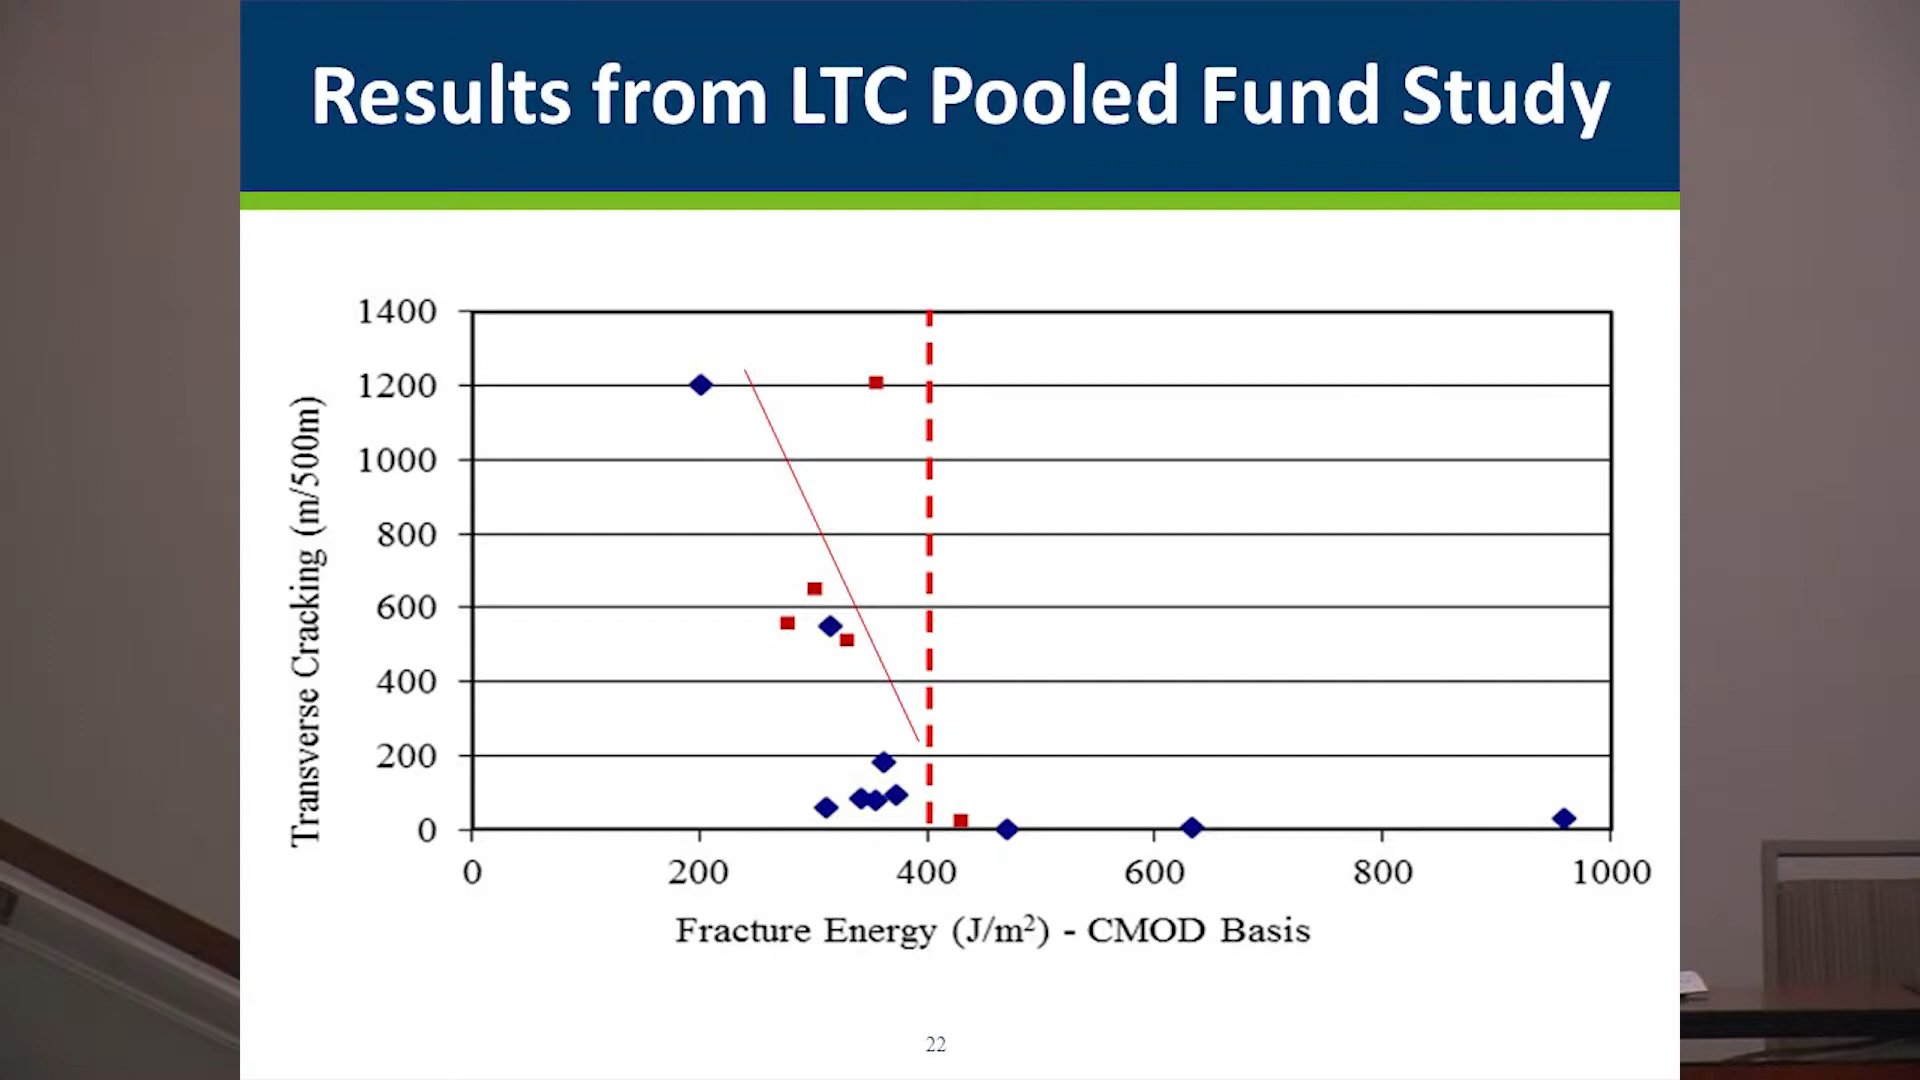 Results from LTC Pooled Fund Study
1400
1200
1000
800
600
400
200
0
Transverse Cracking (m/500m)
0 200 400 600 800 1000
Fracture Energy (J/m²) - CMOD Basis
22